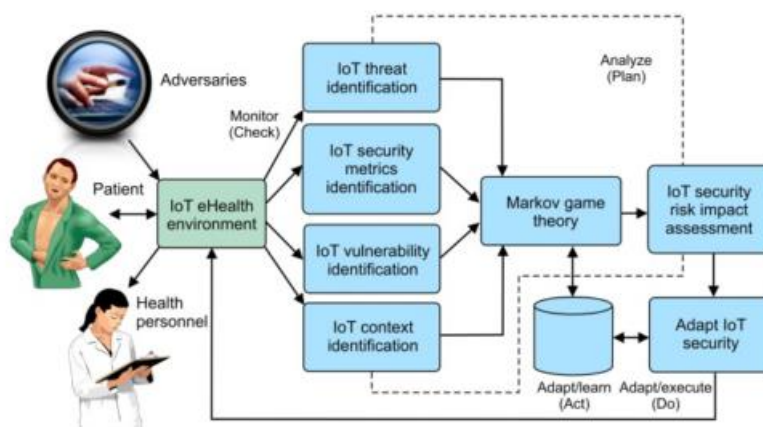 Adversaries
Patient
Health
personnel
IoT eHealth
environment
Monitor
(Check)
IoT threat
identification
IoT security
metrics
identification
IoT vulnerability
identification
IoT context
identification
Markov game
theory
Analyze
(Plan)
IoT security
risk impact
assessment
Adapt IoT
security
Adapt/learn
(Act)
Adapt/execute
(Do)